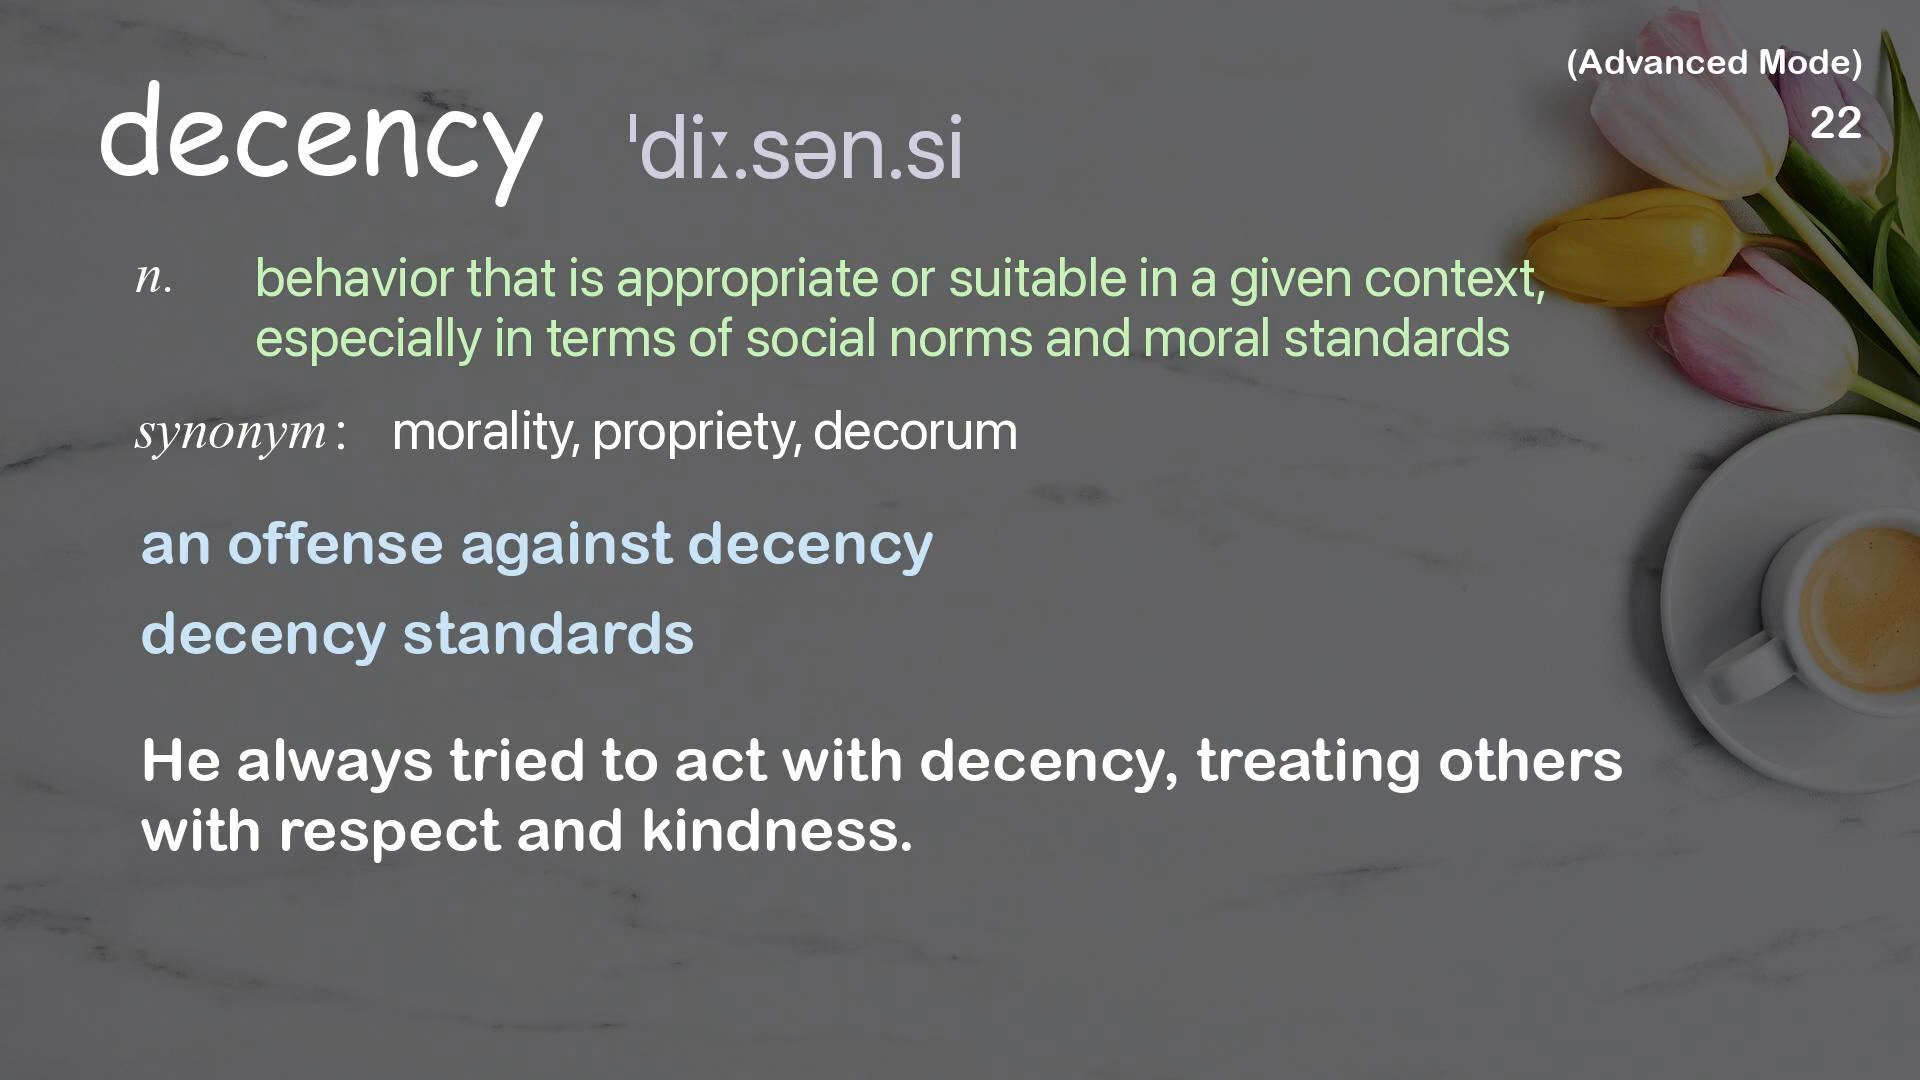 (Advanced Mode)
22
decency ˈdiː.sən.si
n. behavior that is appropriate or suitable in a given context,
especially in terms of social norms and moral standards
synonym: morality, propriety, decorum
an offense against decency
decency standards
He always tried to act with decency, treating others
with respect and kindness.